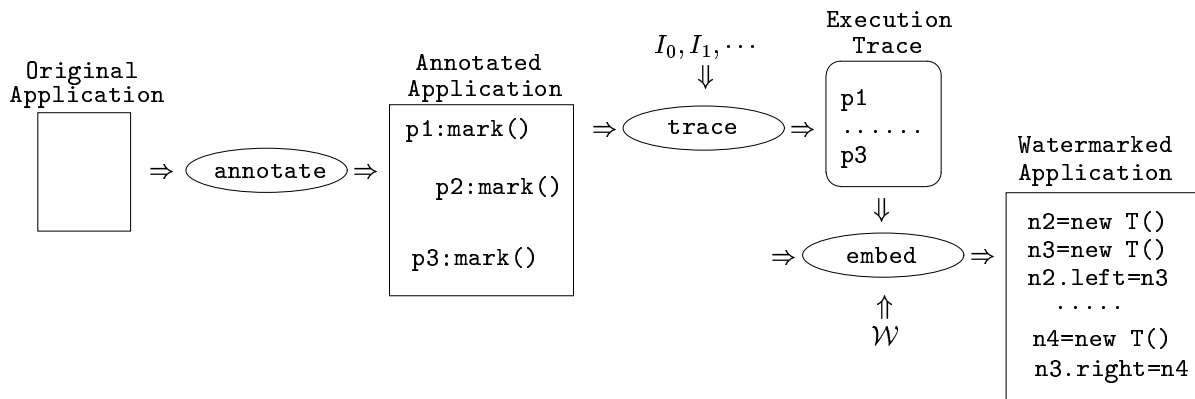 Original
Application
⇒
annotate
⇒
Annotated
Application
p1:mark()
p2:mark()
p3:mark()
⇒
I₀, I₁, ⋯
⇓
trace
⇒
Execution
Trace
p1
......
p3
⇓
⇒
embed
⇒
⇑
𝒲
Watermarked
Application
n2=new T()
n3=new T()
n2.left=n3
.....
n4=new T()
n3.right=n4